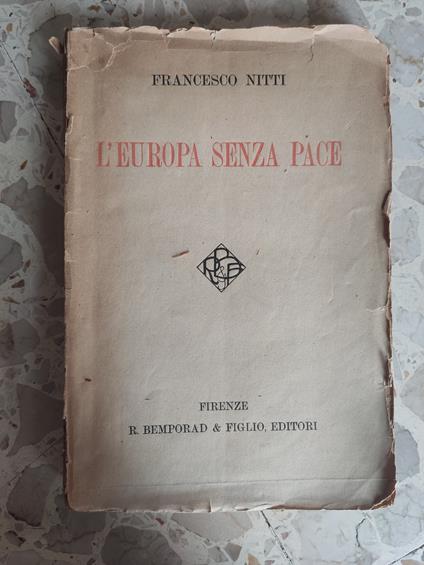 FRANCESCO NITTI
L'EUROPA SENZA PACE
R B & F
FIRENZE
R. BEMPORAD & FIGLIO, EDITORI